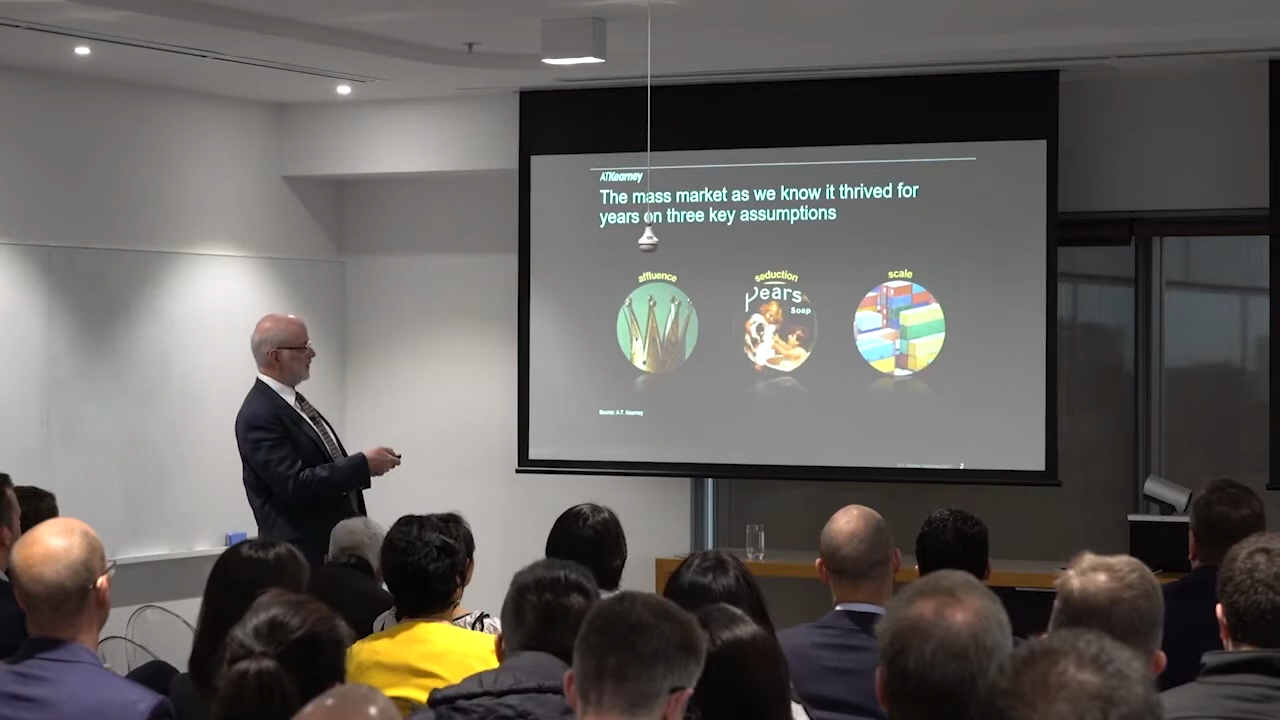 ATKearney
The mass market as we know it thrived for
years on three key assumptions
affluence
seduction
scale
Pears
Soap
Source: A.T. Kearney
2